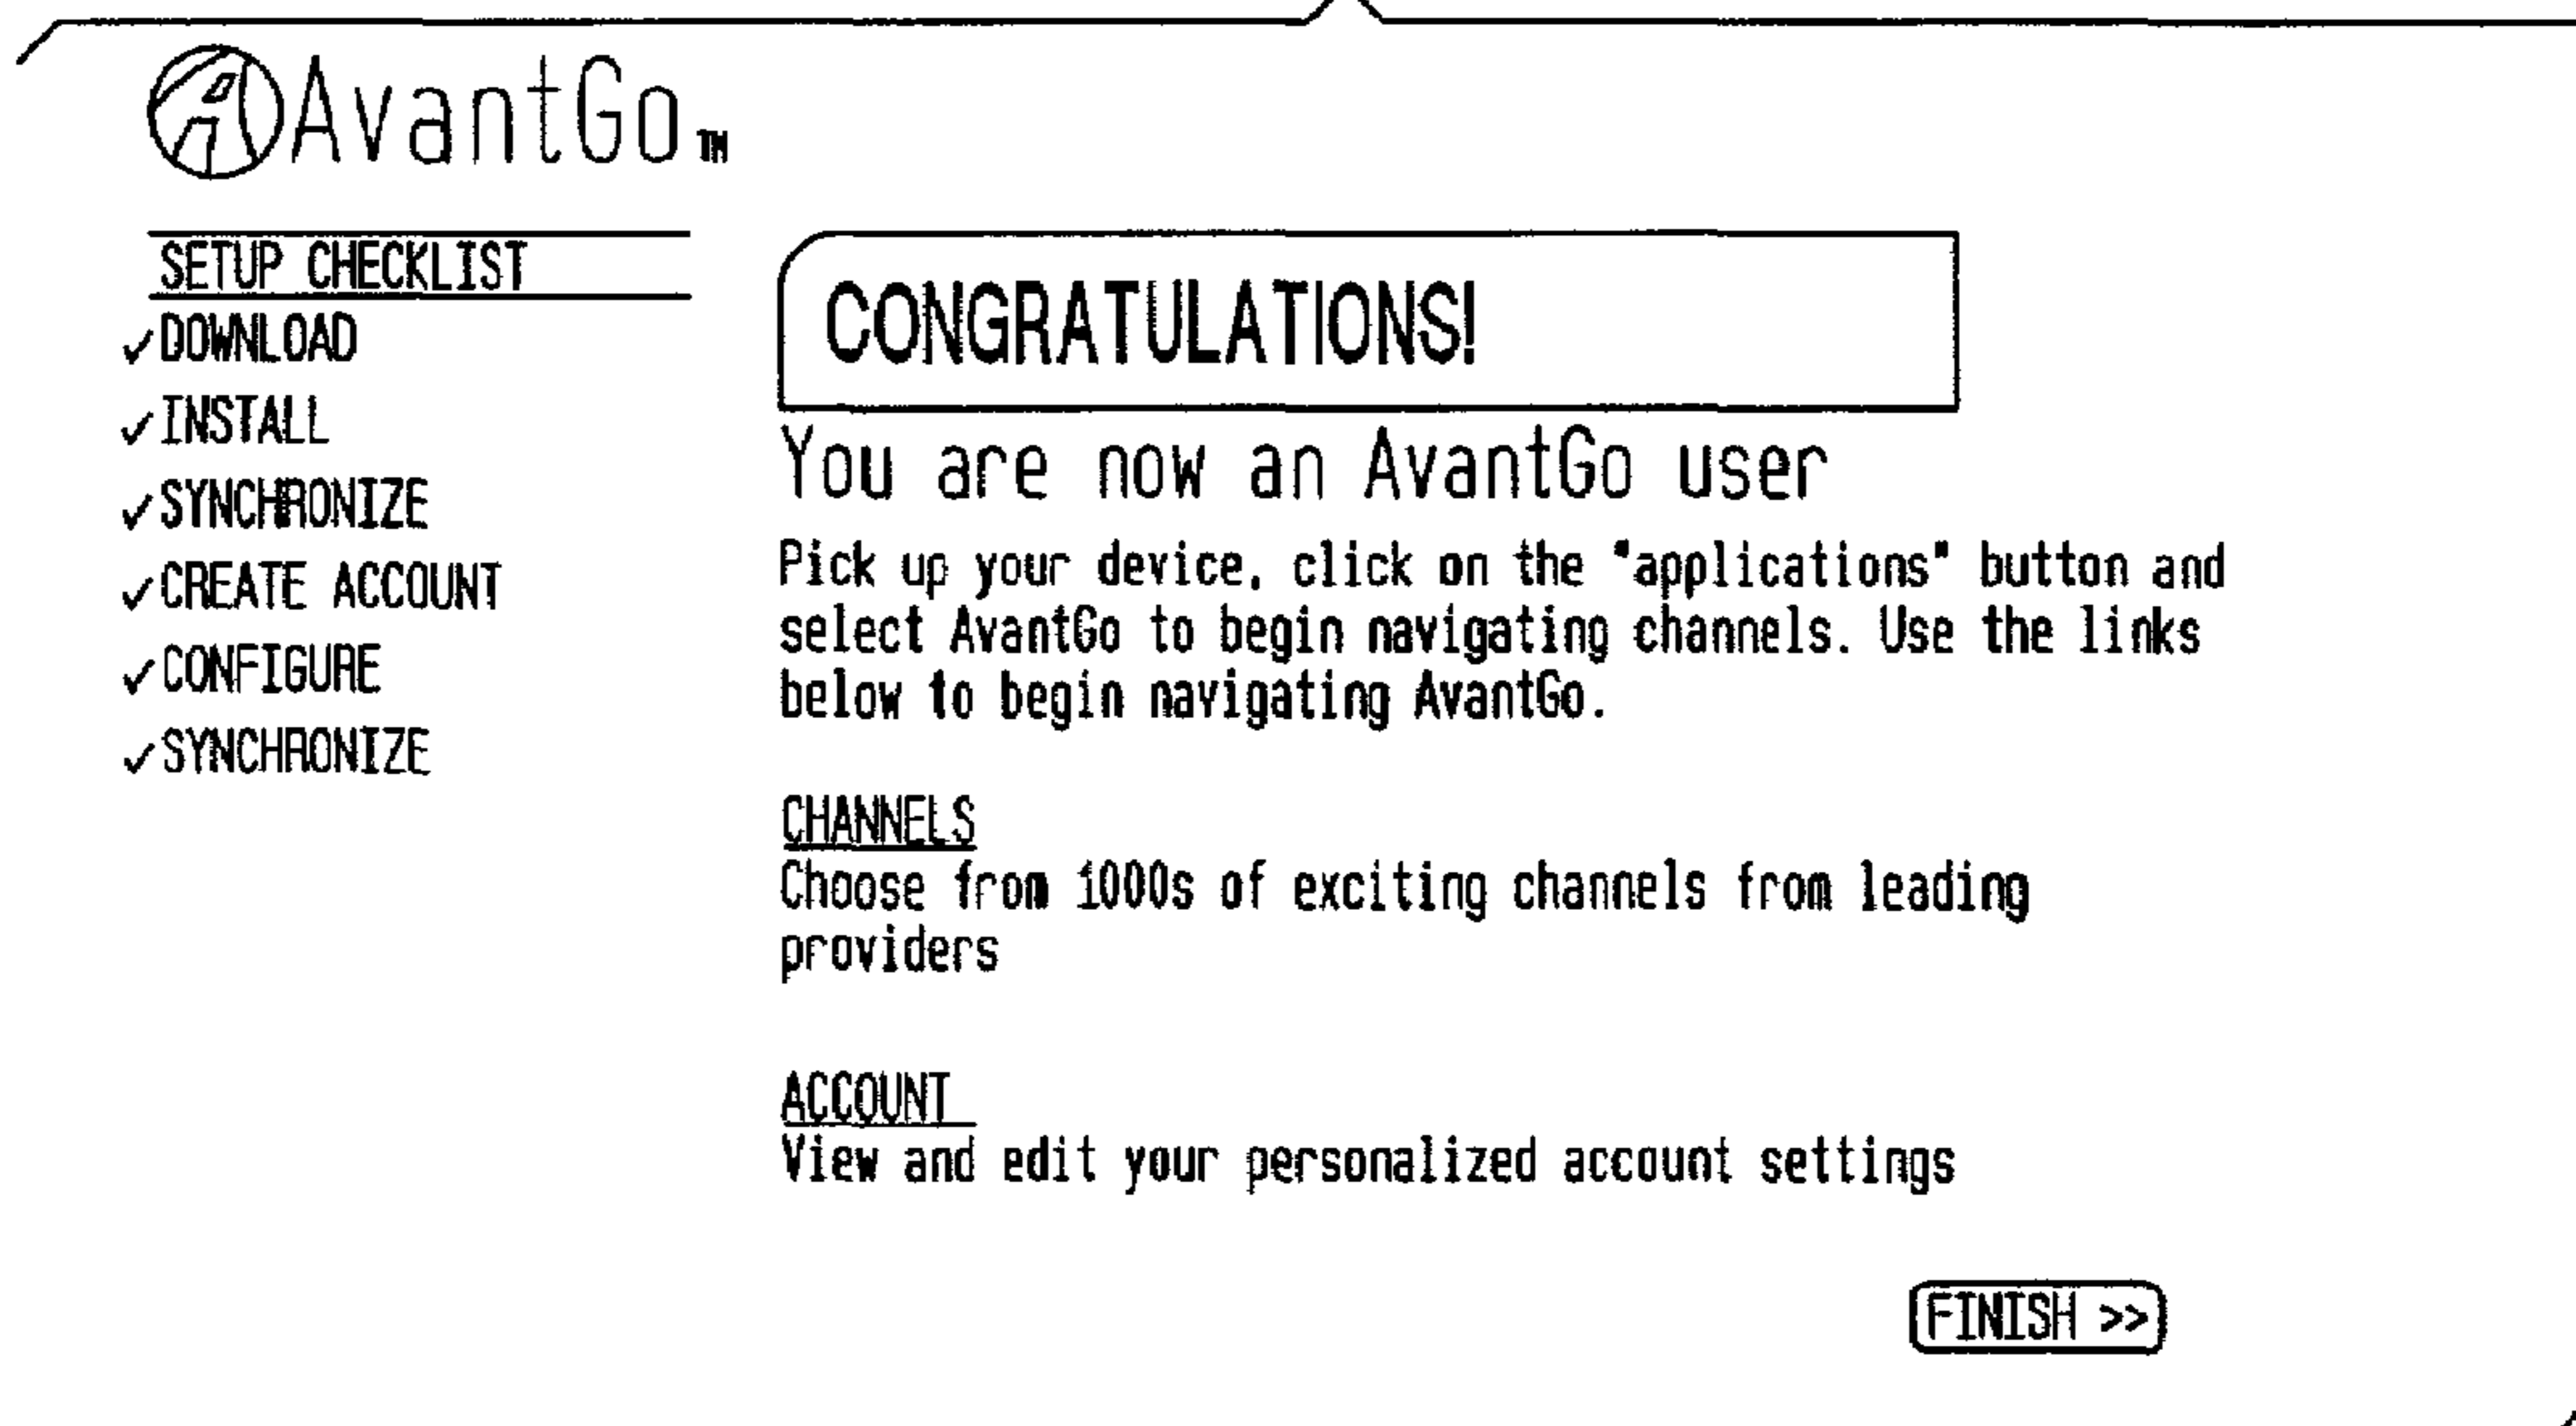 AvantGo™
SETUP CHECKLIST
✓DOWNLOAD
✓INSTALL
✓SYNCHRONIZE
✓CREATE ACCOUNT
✓CONFIGURE
✓SYNCHRONIZE
CONGRATULATIONS!
You are now an AvantGo user
Pick up your device, click on the "applications" button and
select AvantGo to begin navigating channels. Use the links
below to begin navigating AvantGo.
CHANNELS
Choose from 1000s of exciting channels from leading
providers
ACCOUNT
View and edit your personalized account settings
FINISH >>